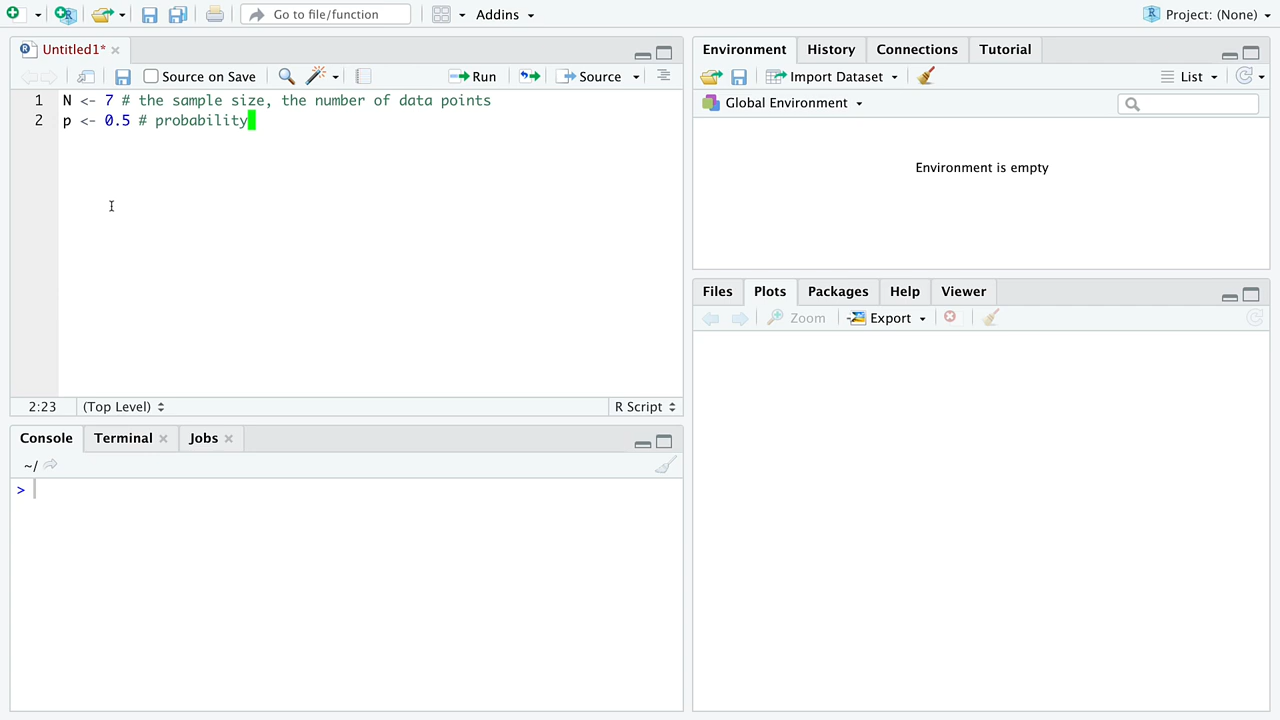 Go to file/function
Addins
Project: (None)
Untitled1*
Source on Save
Run
Source
1 N <- 7 # the sample size, the number of data points
2 p <- 0.5 # probability
2:23
(Top Level)
R Script
Console
Terminal
Jobs
~/
>
Environment
History
Connections
Tutorial
Import Dataset
List
Global Environment
Environment is empty
Files
Plots
Packages
Help
Viewer
Zoom
Export